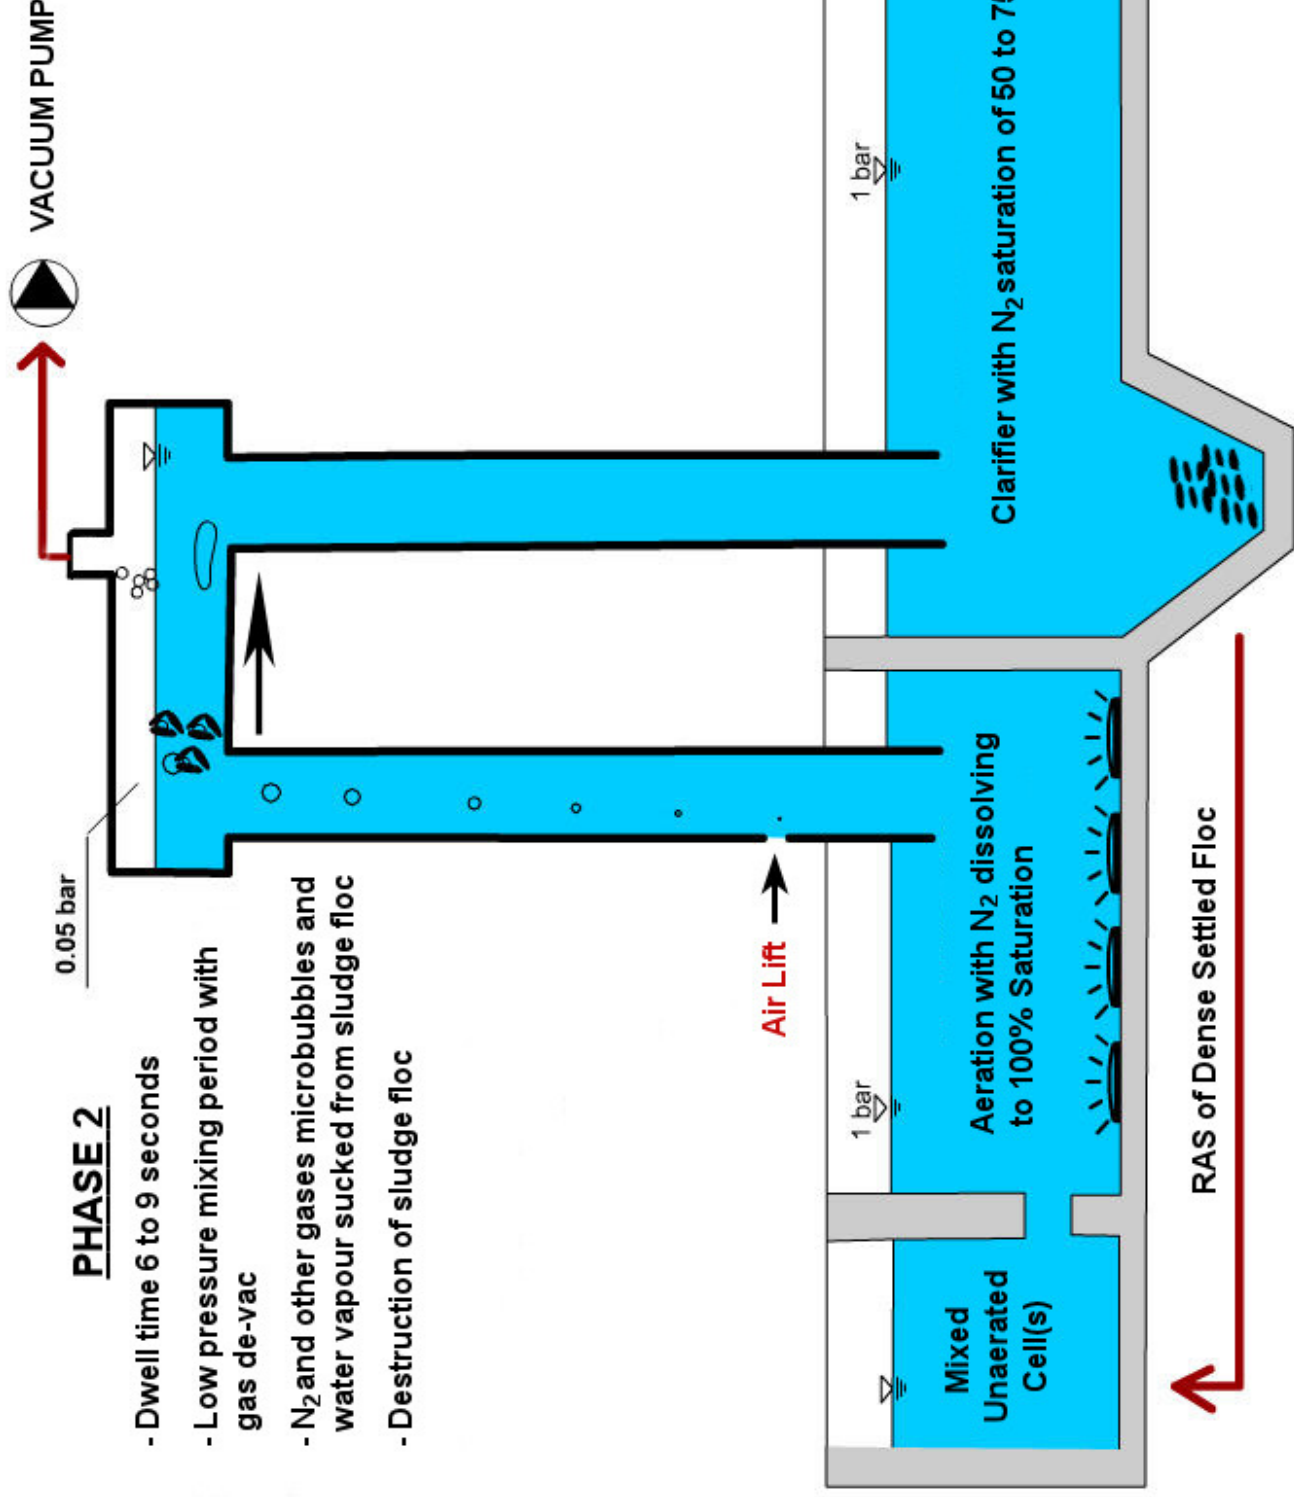 VACUUM PUMP
0.05 bar
PHASE 2
- Dwell time 6 to 9 seconds
- Low pressure mixing period with
gas de-vac
- N₂ and other gases microbubbles and
water vapour sucked from sludge floc
- Destruction of sludge floc
Air Lift
1 bar
1 bar
Mixed
Unaerated
Cell(s)
Aeration with N₂ dissolving
to 100% Saturation
Clarifier with N₂ saturation of 50 to
RAS of Dense Settled Floc